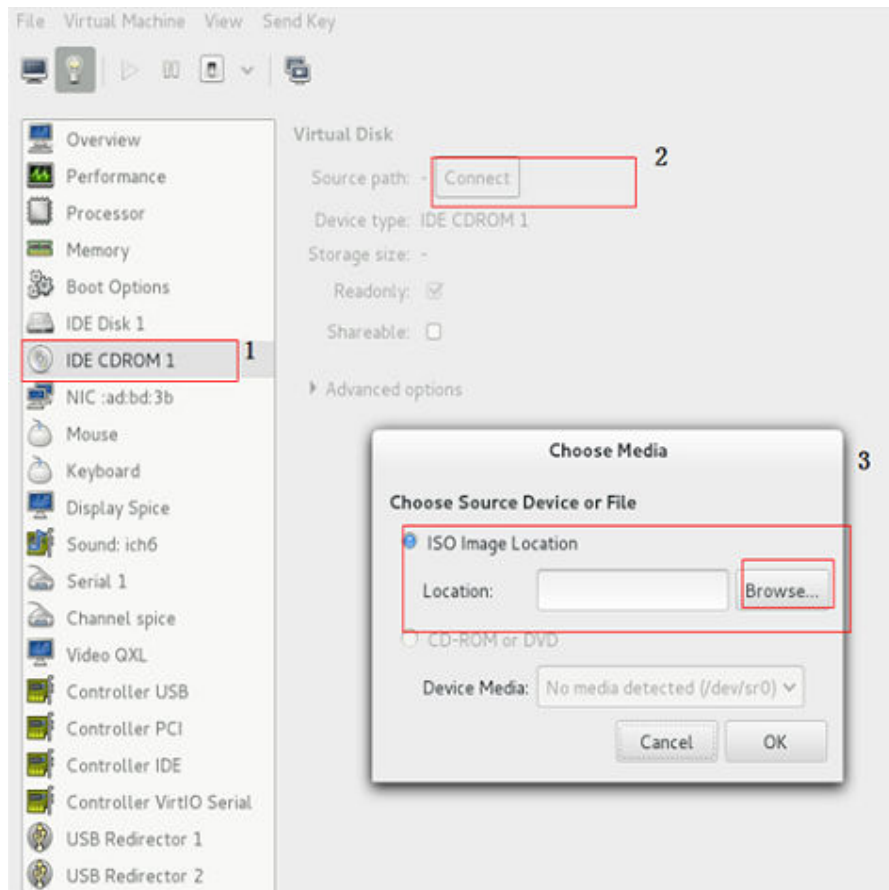 File Virtual Machine View Send Key
Overview
Performance
Processor
Memory
Boot Options
IDE Disk 1
IDE CDROM 1
1
NIC :ad:bd:3b
Mouse
Keyboard
Display Spice
Sound: ich6
Serial 1
Channel spice
Video QXL
Controller USB
Controller PCI
Controller IDE
Controller VirtIO Serial
USB Redirector 1
USB Redirector 2
Virtual Disk
2
Source path: - Connect
Device type: IDE CDROM 1
Storage size: -
Readonly:
Shareable:
Advanced options
Choose Media
3
Choose Source Device or File
ISO Image Location
Location: Browse...
CD-ROM or DVD
Device Media: No media detected (/dev/sr0)
Cancel OK